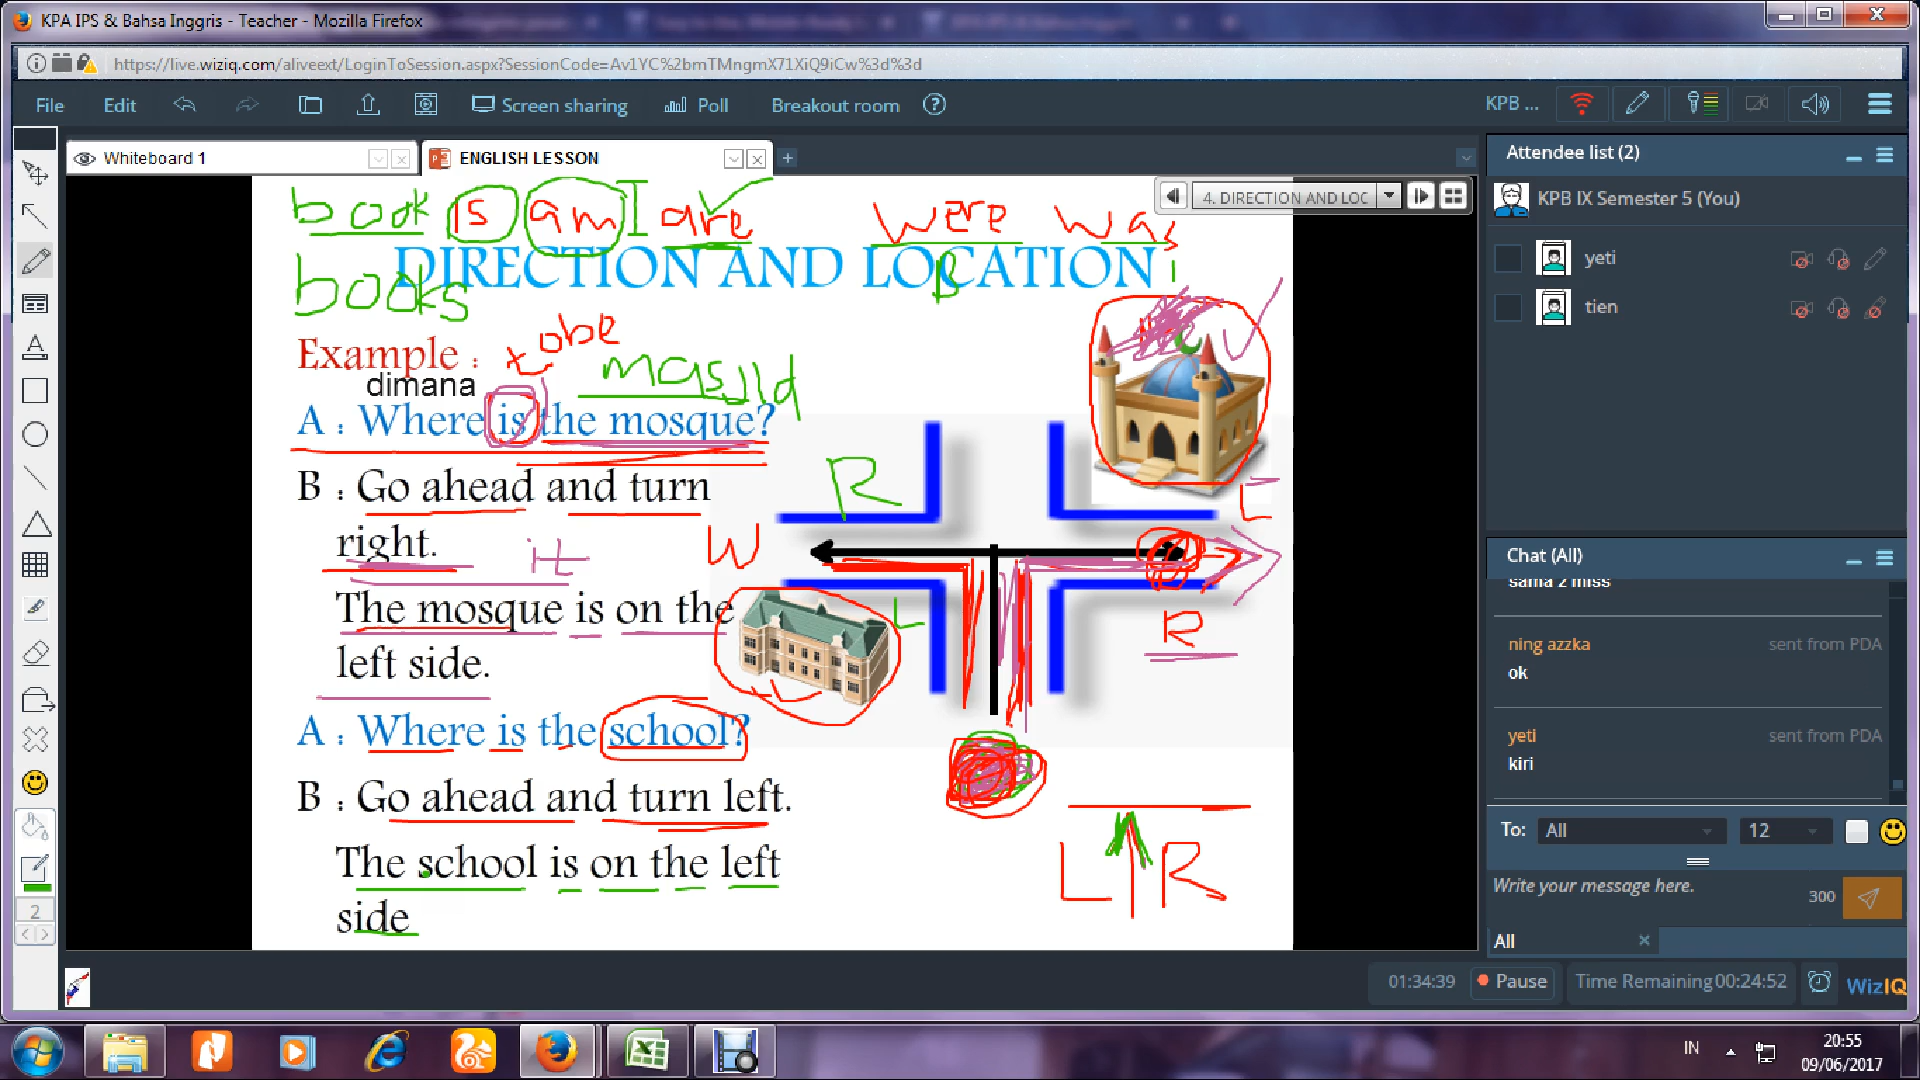 KPA IPS & Bahsa Inggris - Teacher - Mozilla Firefox
https://live.wiziq.com/aliveext/LoginToSession.aspx?SessionCode=Av1YC%2bmTMngmX71XiQ9iCw%3d%3d
File Edit Screen sharing Poll Breakout room ? KPB ...
Whiteboard 1
ENGLISH LESSON
4. DIRECTION AND LOC
book is am I are were was
DIRECTION AND LOCATION
books
B
Example : to be
masjid
dimana
A : Where is the mosque?
B : Go ahead and turn
right.
it
The mosque is on the
left side.
A : Where is the school?
B : Go ahead and turn left.
The school is on the left
side
R
L
W
L
R
L R
2
Attendee list (2)
KPB IX Semester 5 (You)
yeti
tien
Chat (All)
sama 2 miss
ning azzka sent from PDA
ok
yeti sent from PDA
kiri
To: All 12
Write your message here. 300
All
01:34:39 Pause Time Remaining 00:24:52 WizIQ
IN
20:55
09/06/2017